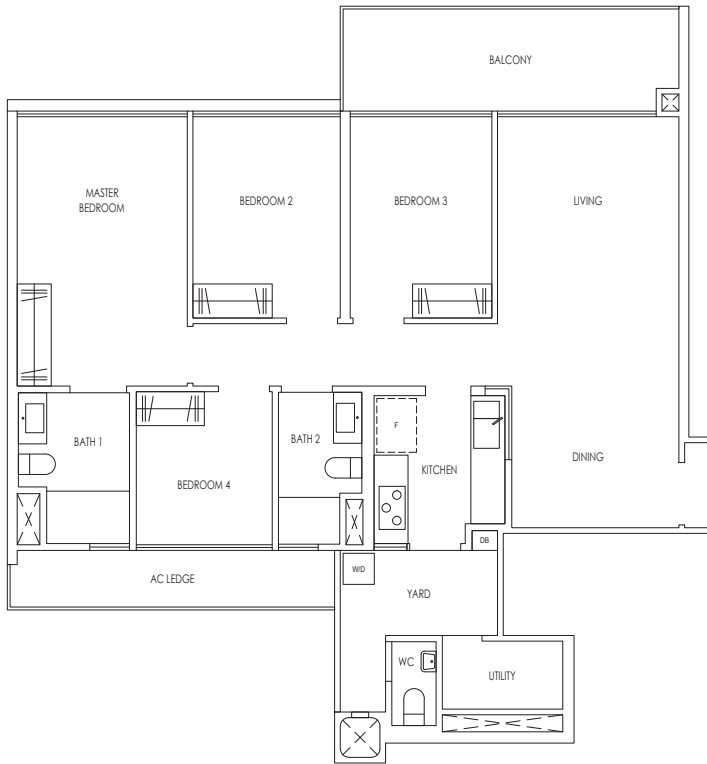 BALCONY
MASTER
BEDROOM
BEDROOM 2
BEDROOM 3
LIVING
BATH 1
BEDROOM 4
BATH 2
F
KITCHEN
DINING
DB
AC LEDGE
W/D
YARD
WC
UTILITY